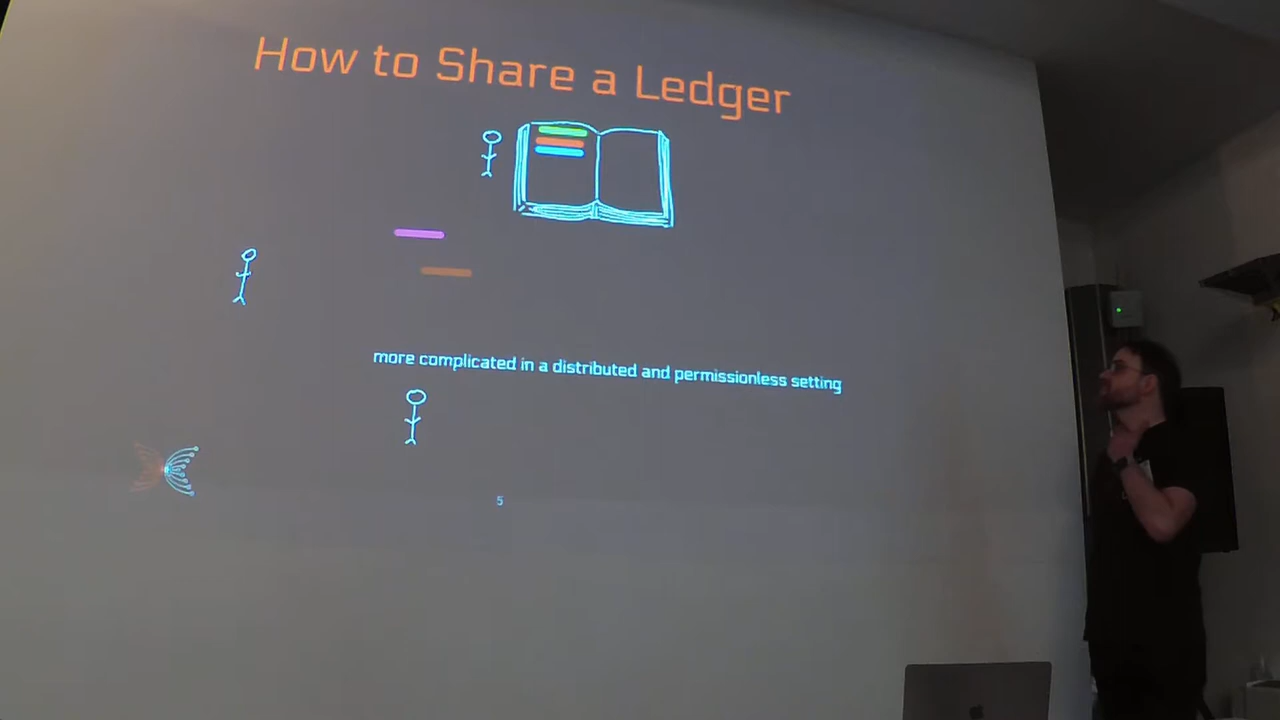 How to Share a Ledger
more complicated in a distributed and permissionless setting
5